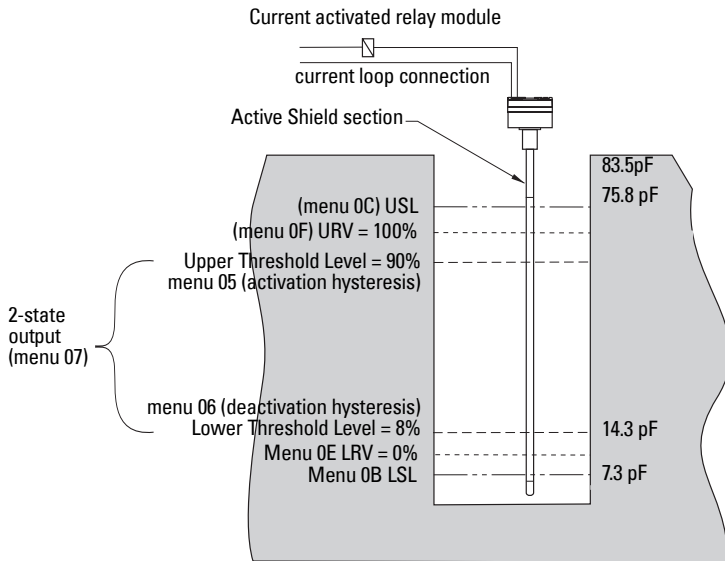 Current activated relay module
current loop connection
Active Shield section
83.5pF
75.8 pF
(menu 0C) USL
(menu 0F) URV = 100%
Upper Threshold Level = 90%
menu 05 (activation hysteresis)
2-state
output
(menu 07)
menu 06 (deactivation hysteresis)
Lower Threshold Level = 8%
14.3 pF
Menu 0E LRV = 0%
Menu 0B LSL
7.3 pF